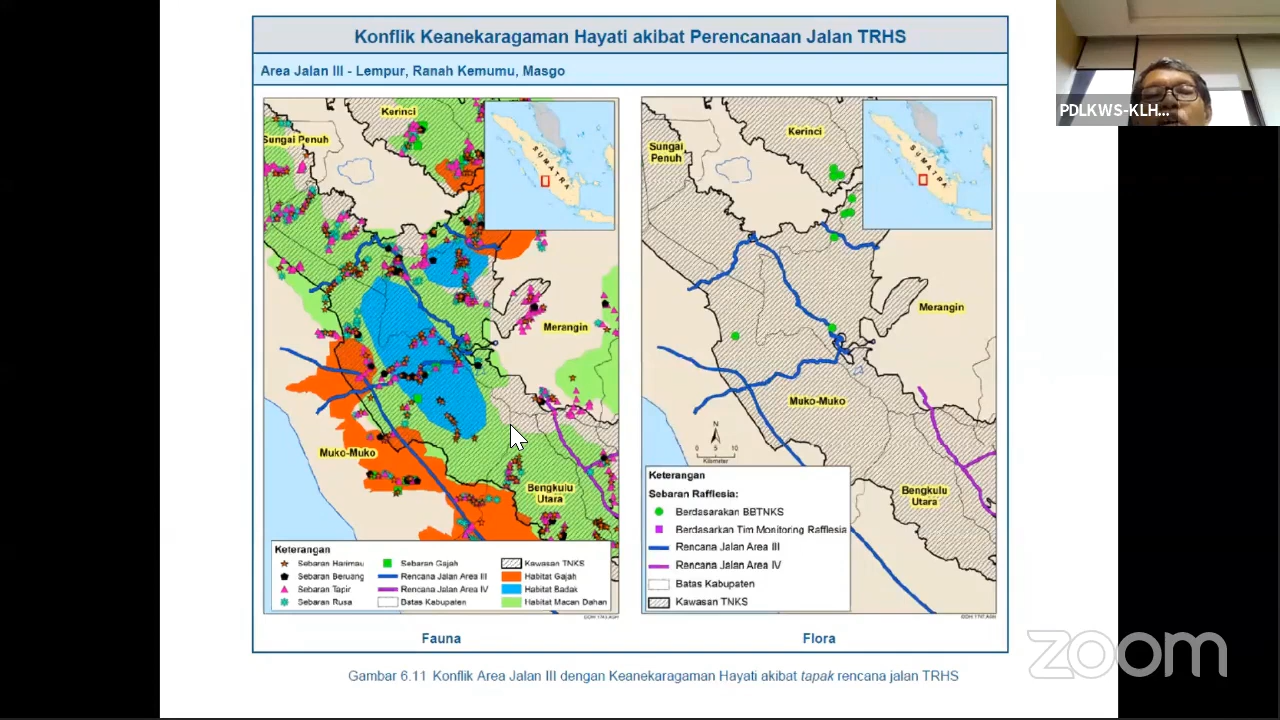 Konflik Keanekaragaman Hayati akibat Perencanaan Jalan TRHS
Area Jalan III - Lempur, Ranah Kemumu, Masgo
Kerinci
Sungai Penuh
SUMATRA
Merangin
Muko-Muko
Bengkulu
Utara
Keterangan
Sebaran Harimau
Sebaran Beruang
Sebaran Tapir
Sebaran Rusa
Sebaran Gajah
Rencana Jalan Area III
Rencana Jalan Area IV
Batas Kabupaten
Kawasan TNKS
Habitat Gajah
Habitat Badak
Habitat Macan Dahan
Fauna
Kerinci
Sungai
Penuh
SUMATRA
Merangin
Muko-Muko
N
0 5 10
Kilometer
Bengkulu
Utara
Keterangan
Sebaran Rafflesia:
Berdasarakan BBTNKS
Berdasarkan Tim Monitoring Rafflesia
Rencana Jalan Area III
Rencana Jalan Area IV
Batas Kabupaten
Kawasan TNKS
Flora
Gambar 6.11 Konflik Area Jalan III dengan Keanekaragaman Hayati akibat tapak rencana jalan TRHS
PDLKWS-KLH...
zoom